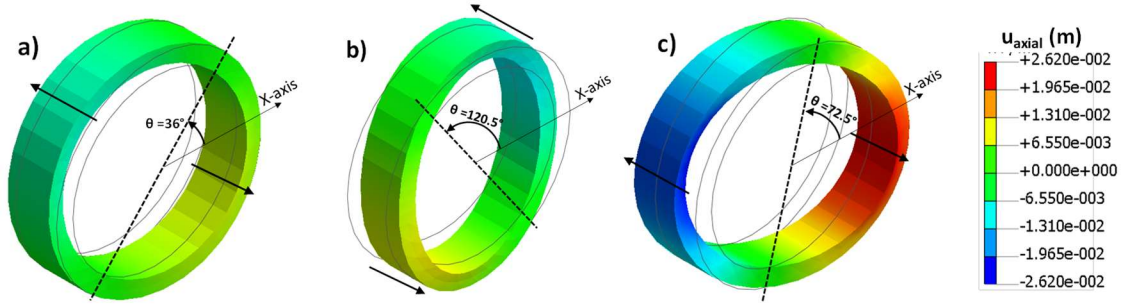 a)
X-axis
θ =36°
b)
X-axis
θ =120.5°
c)
X-axis
θ =72.5°
u_axial (m)
+2.620e-002
+1.965e-002
+1.310e-002
+6.550e-003
+0.000e+000
-6.550e-003
-1.310e-002
-1.965e-002
-2.620e-002